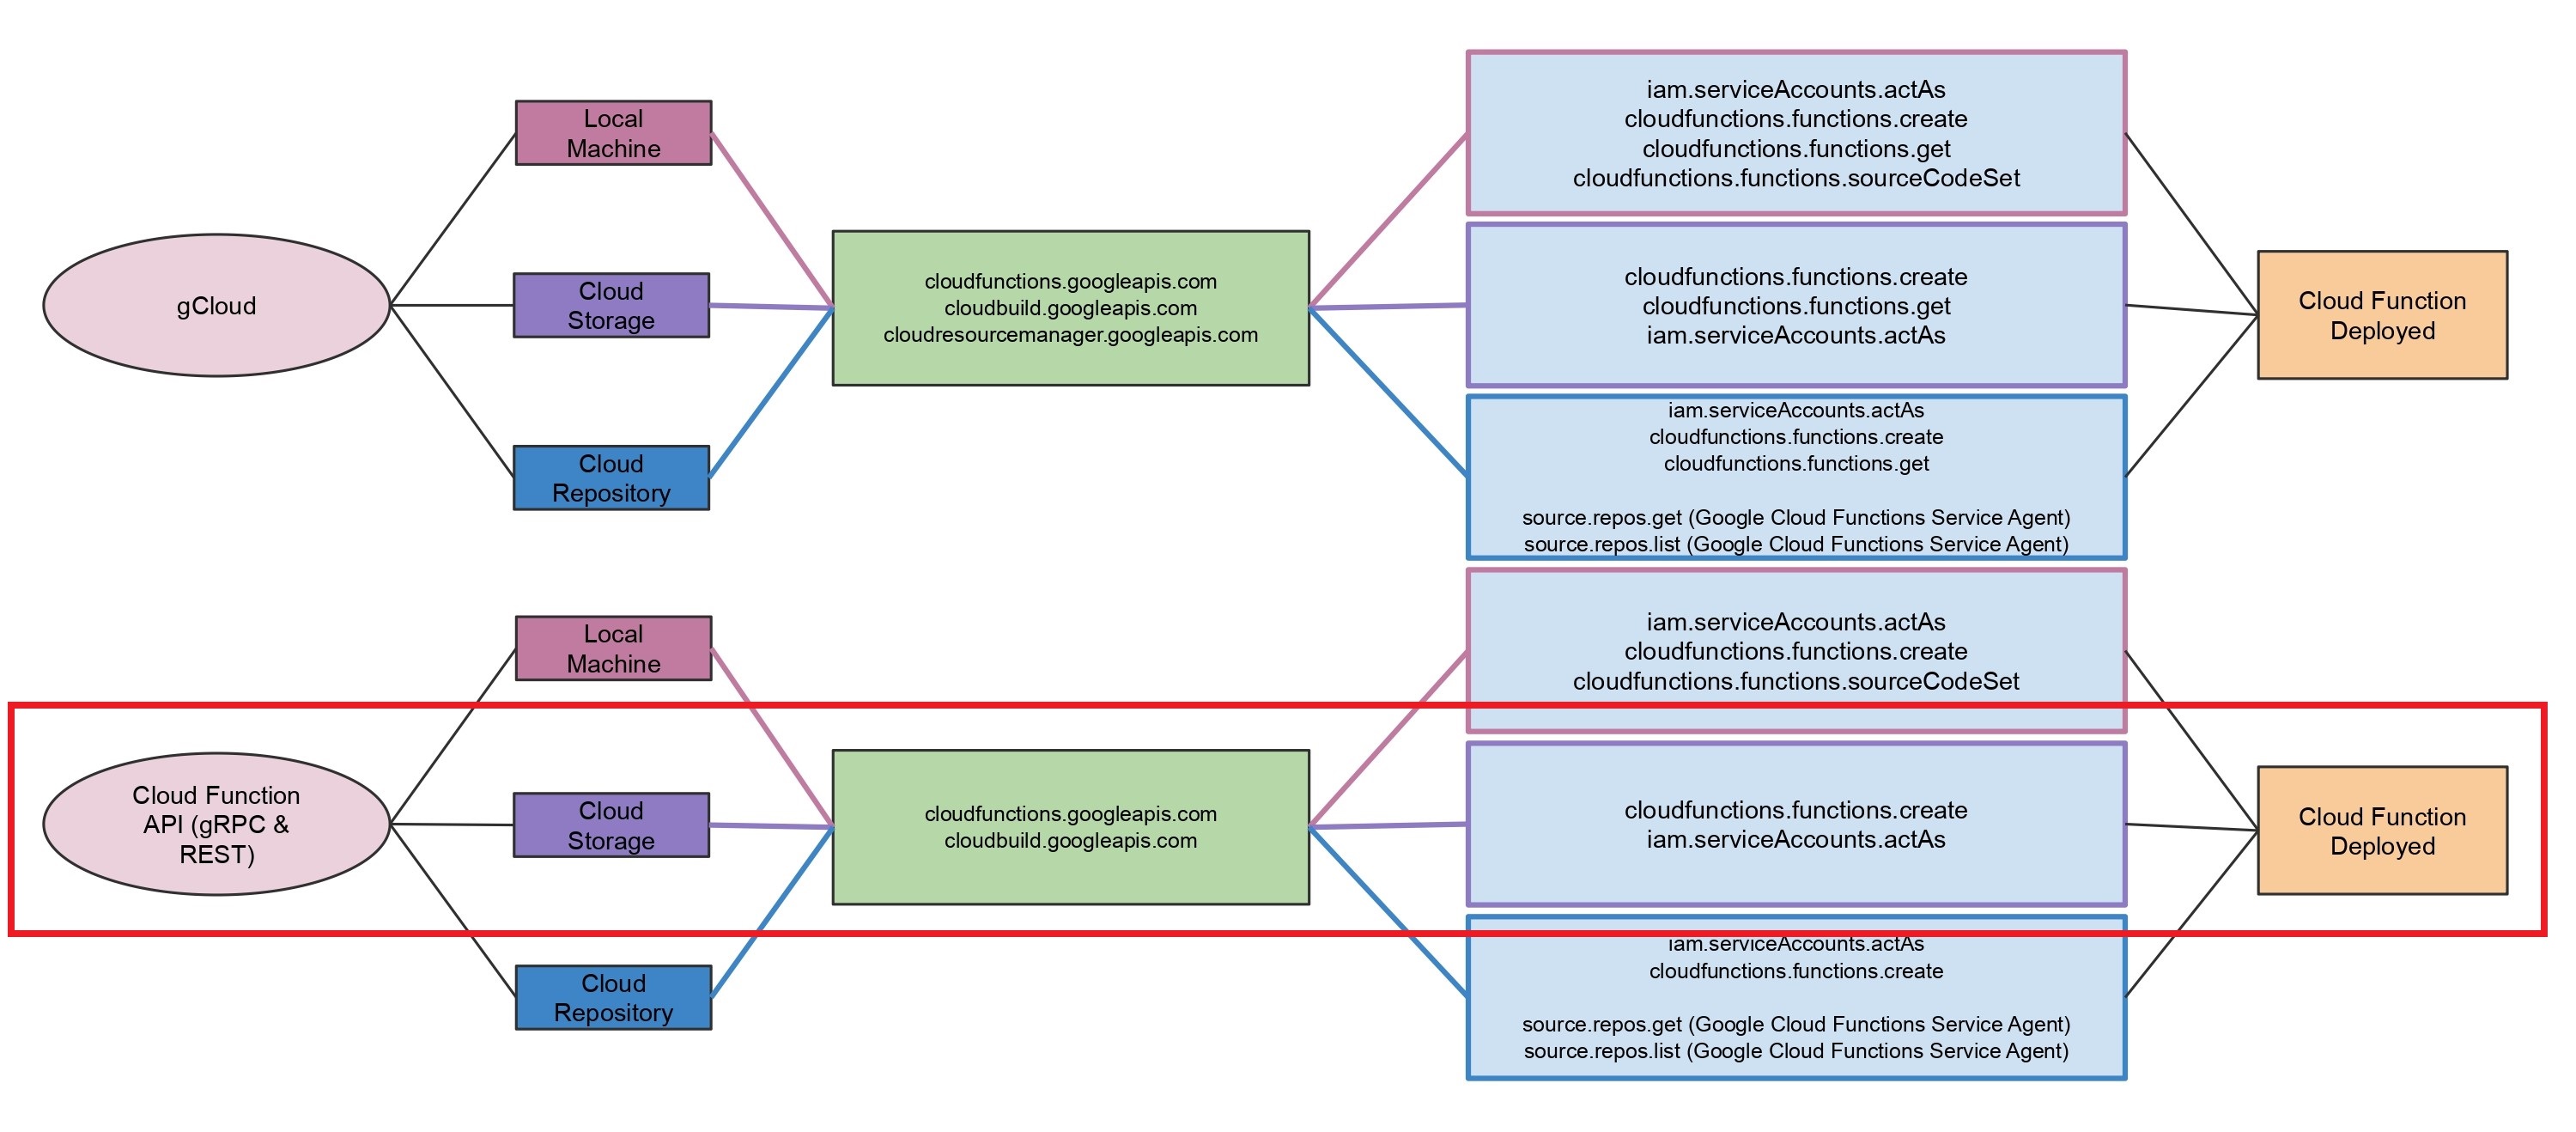 gCloud
Local
Machine
Cloud
Storage
Cloud
Repository
cloudfunctions.googleapis.com
cloudbuild.googleapis.com
cloudresourcemanager.googleapis.com
iam.serviceAccounts.actAs
cloudfunctions.functions.create
cloudfunctions.functions.get
cloudfunctions.functions.sourceCodeSet
cloudfunctions.functions.create
cloudfunctions.functions.get
iam.serviceAccounts.actAs
iam.serviceAccounts.actAs
cloudfunctions.functions.create
cloudfunctions.functions.get
source.repos.get (Google Cloud Functions Service Agent)
source.repos.list (Google Cloud Functions Service Agent)
Cloud Function
Deployed
Cloud Function
API (gRPC &
REST)
Local
Machine
Cloud
Storage
Cloud
Repository
cloudfunctions.googleapis.com
cloudbuild.googleapis.com
iam.serviceAccounts.actAs
cloudfunctions.functions.create
cloudfunctions.functions.sourceCodeSet
cloudfunctions.functions.create
iam.serviceAccounts.actAs
iam.serviceAccounts.actAs
cloudfunctions.functions.create
source.repos.get (Google Cloud Functions Service Agent)
source.repos.list (Google Cloud Functions Service Agent)
Cloud Function
Deployed